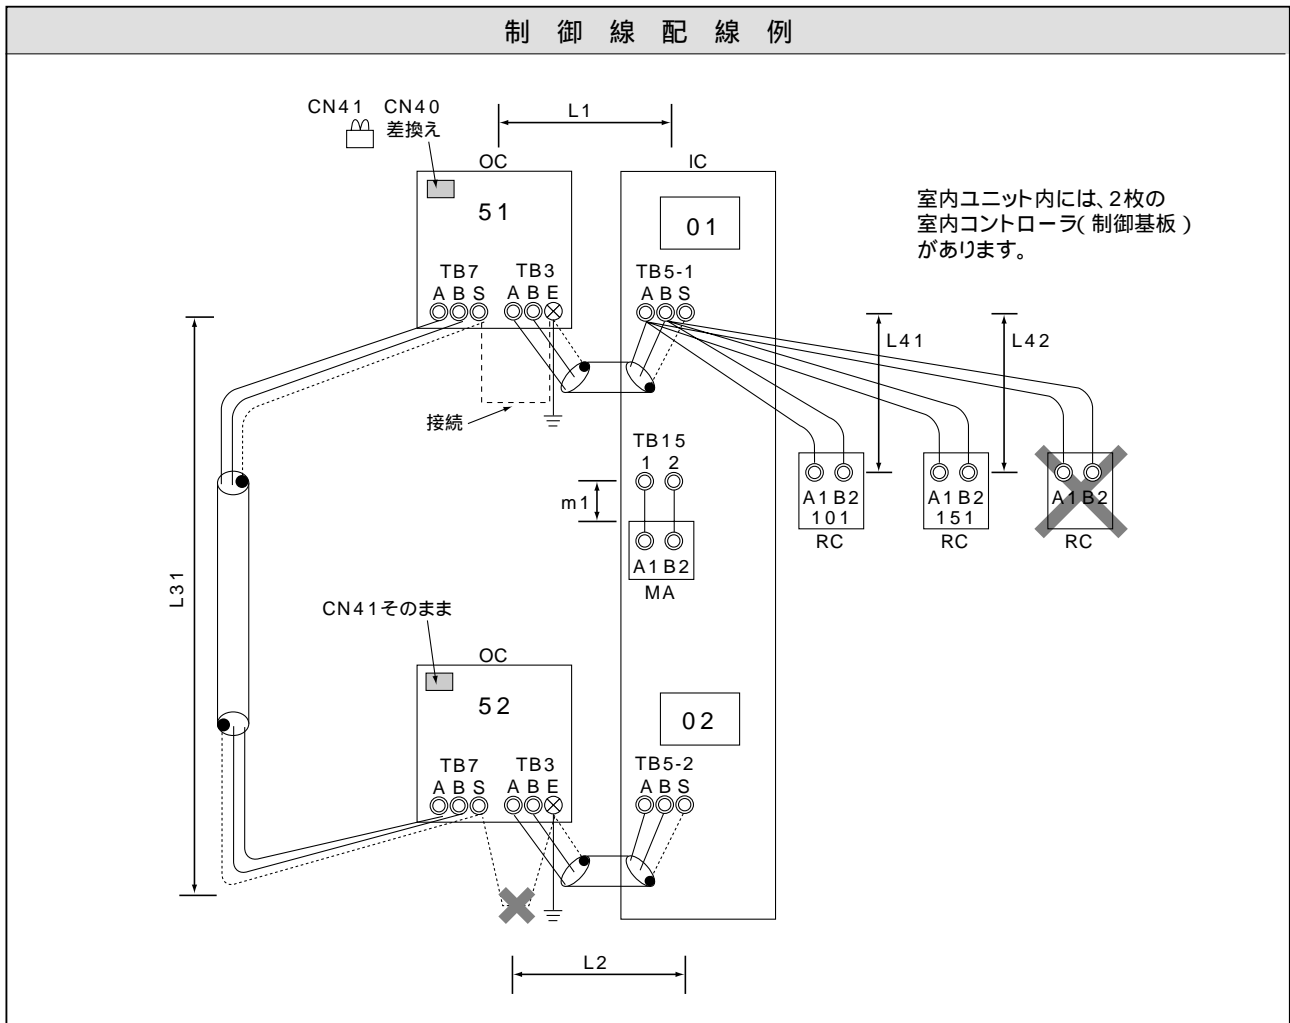 制御線配線例
CN41 CN40
差換え
L1
OC
IC
51
01
室内ユニット内には、2枚の
室内コントローラ(制御基板)
があります。
TB7 TB3
A B S A B E
TB5-1
A B S
L41
L42
接続
TB15
1 2
m1
A1 B2
MA
A1 B2
101
RC
A1 B2
151
RC
A1 B2
RC
L31
CN41そのまま
OC
52
02
TB7 TB3
A B S A B E
TB5-2
A B S
L2